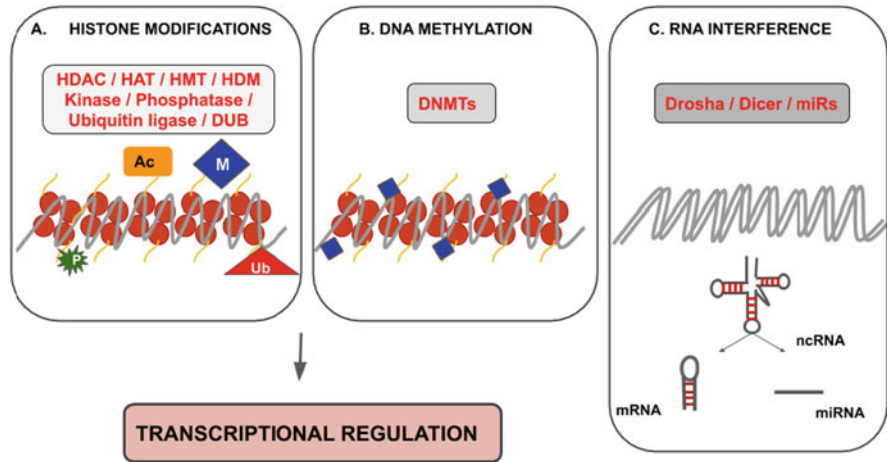 A. HISTONE MODIFICATIONS
HDAC / HAT / HMT / HDM
Kinase / Phosphatase /
Ubiquitin ligase / DUB
Ac
M
P
Ub
B. DNA METHYLATION
DNMTs
C. RNA INTERFERENCE
Drosha / Dicer / miRs
ncRNA
mRNA
miRNA
TRANSCRIPTIONAL REGULATION